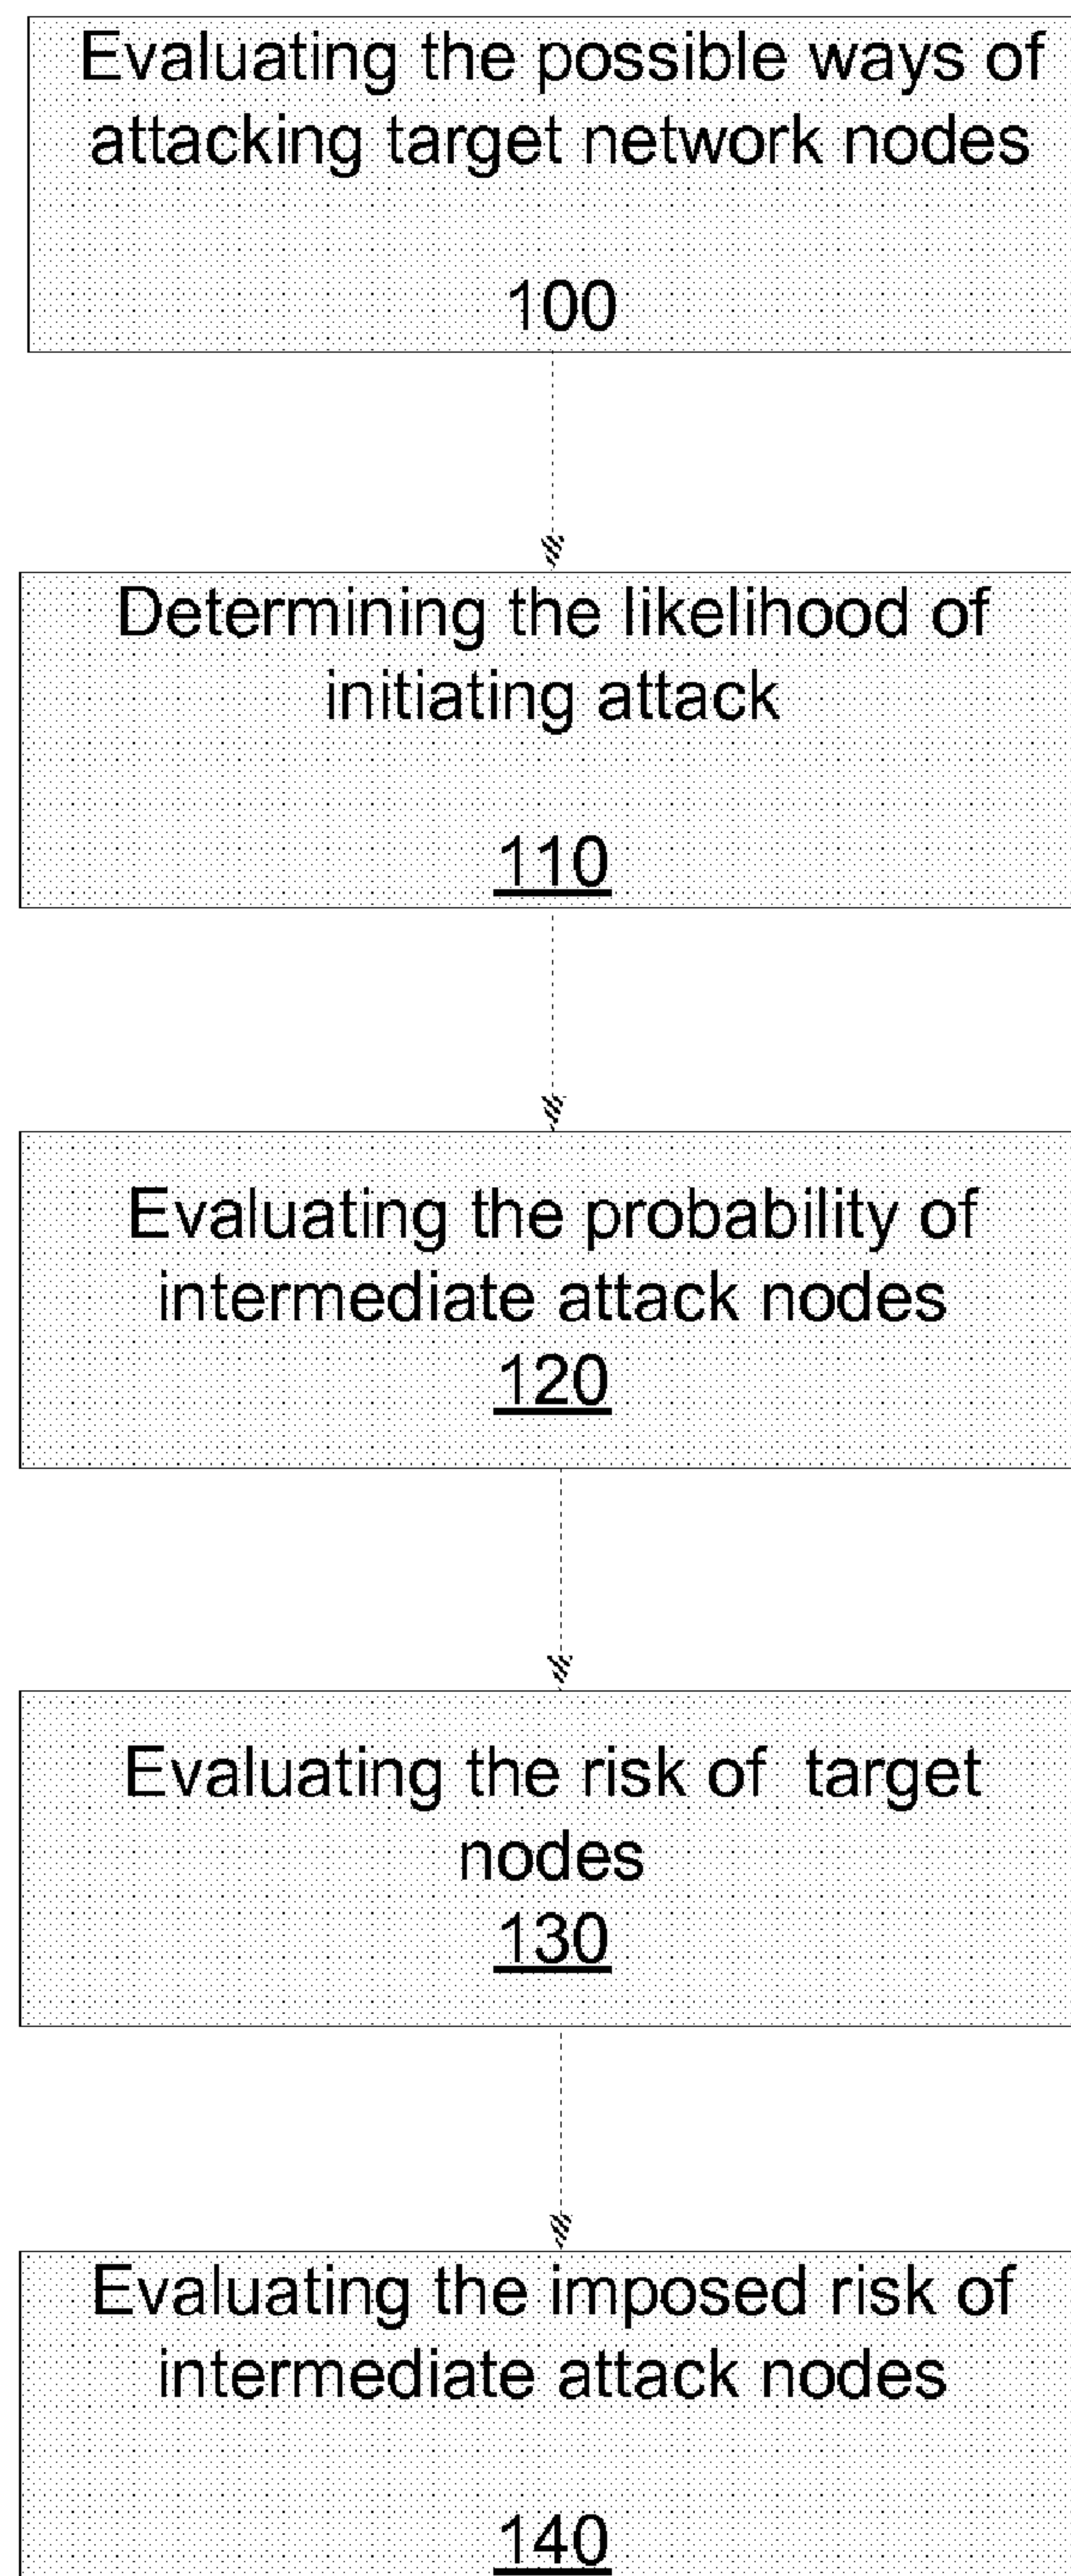 Evaluating the possible ways of
attacking target network nodes
100
Determining the likelihood of
initiating attack
110
Evaluating the probability of
intermediate attack nodes
120
Evaluating the risk of target
nodes
130
Evaluating the imposed risk of
intermediate attack nodes
140